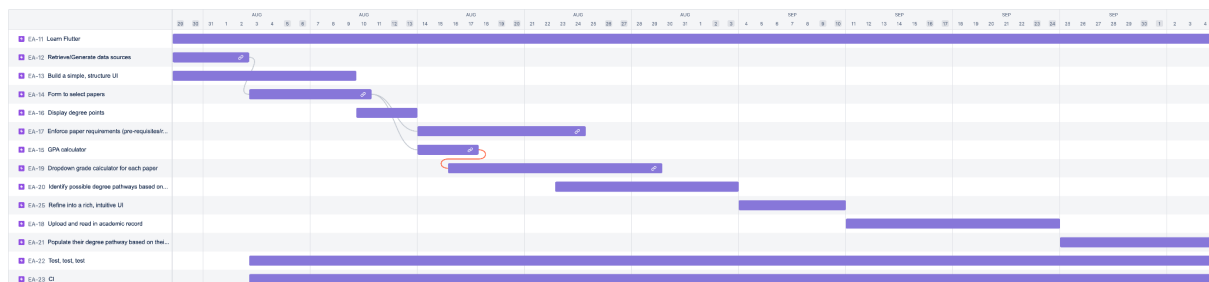 AUG AUG AUG AUG AUG SEP SEP SEP SEP
29 30 31 1 2 3 4 5 6 7 8 9 10 11 12 13 14 15 16 17 18 19 20 21 22 23 24 25 26 27 28 29 30 31 1 2 3 4 5 6 7 8 9 10 11 12 13 14 15 16 17 18 19 20 21 22 23 24 25 26 27 28 29 30 1 2 3 4
EA-11 Learn Flutter
EA-12 Retrieve/Generate data sources
EA-13 Build a simple, structure UI
EA-14 Form to select papers
EA-16 Display degree points
EA-17 Enforce paper requirements (pre-requisites/r...
EA-15 GPA calculator
EA-19 Dropdown grade calculator for each paper
EA-20 Identify possible degree pathways based on...
EA-25 Refine into a rich, intuitive UI
EA-18 Upload and read in academic record
EA-21 Populate their degree pathway based on thei...
EA-22 Test, test, test
EA-23 CI